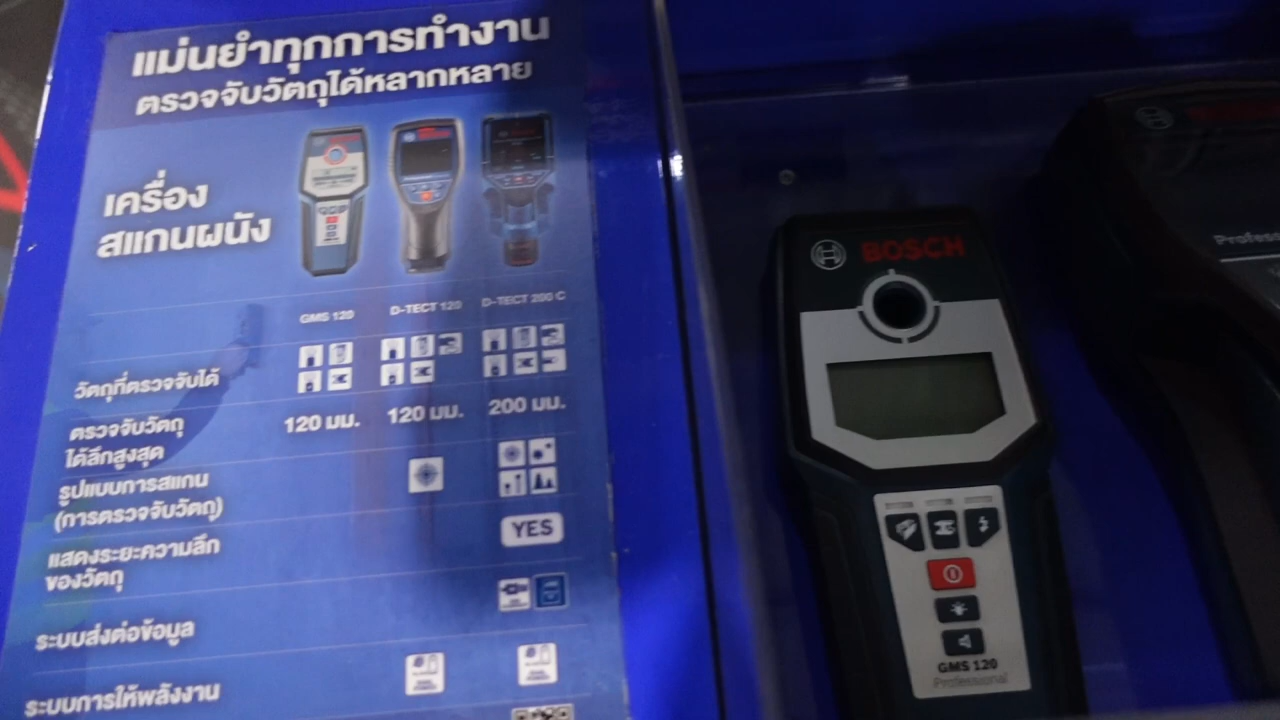 แม่นยำทุกการทำงาน
ตรวจจับวัตถุได้หลากหลาย
เครื่อง
สแกนผนัง
GMS 120
D-TECT 120
D-TECT 200 C
วัตถุที่ตรวจจับได้
ตรวจจับวัตถุ
ได้ลึกสูงสุด
120 มม.
120 มม.
200 มม.
รูปแบบการสแกน
(การตรวจจับวัตถุ)
แสดงระยะความลึก
ของวัตถุ
YES
ระบบส่งต่อข้อมูล
ระบบการให้พลังงาน
BOSCH
GMS 120
Professional